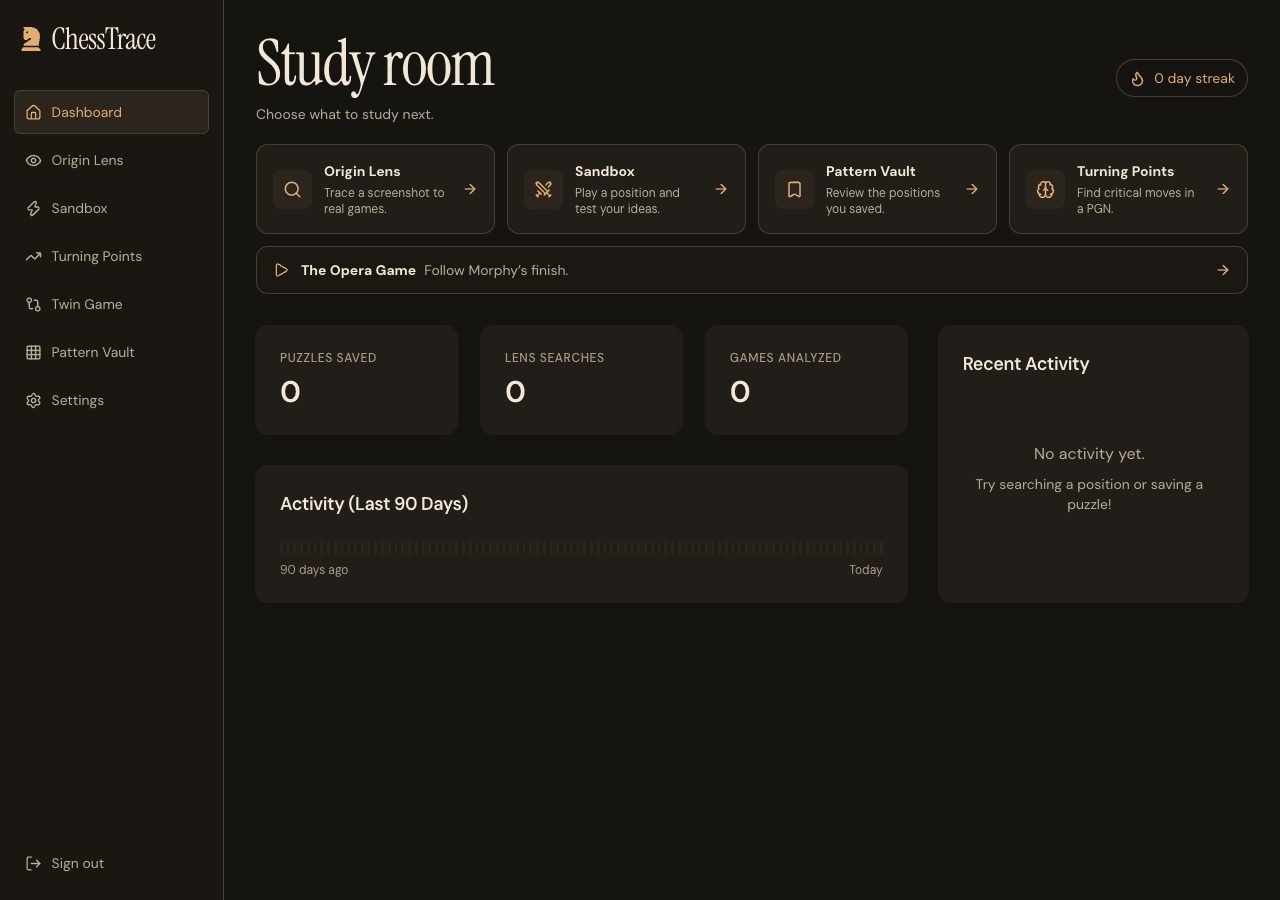 ChessTrace
Dashboard
Origin Lens
Sandbox
Turning Points
Twin Game
Pattern Vault
Settings
Sign out
Study room
Choose what to study next.
0 day streak
Origin Lens
Trace a screenshot to
real games.
Sandbox
Play a position and
test your ideas.
Pattern Vault
Review the positions
you saved.
Turning Points
Find critical moves in
a PGN.
The Opera Game Follow Morphy’s finish.
PUZZLES SAVED
0
LENS SEARCHES
0
GAMES ANALYZED
0
Activity (Last 90 Days)
90 days ago
Today
Recent Activity
No activity yet.
Try searching a position or saving a
puzzle!